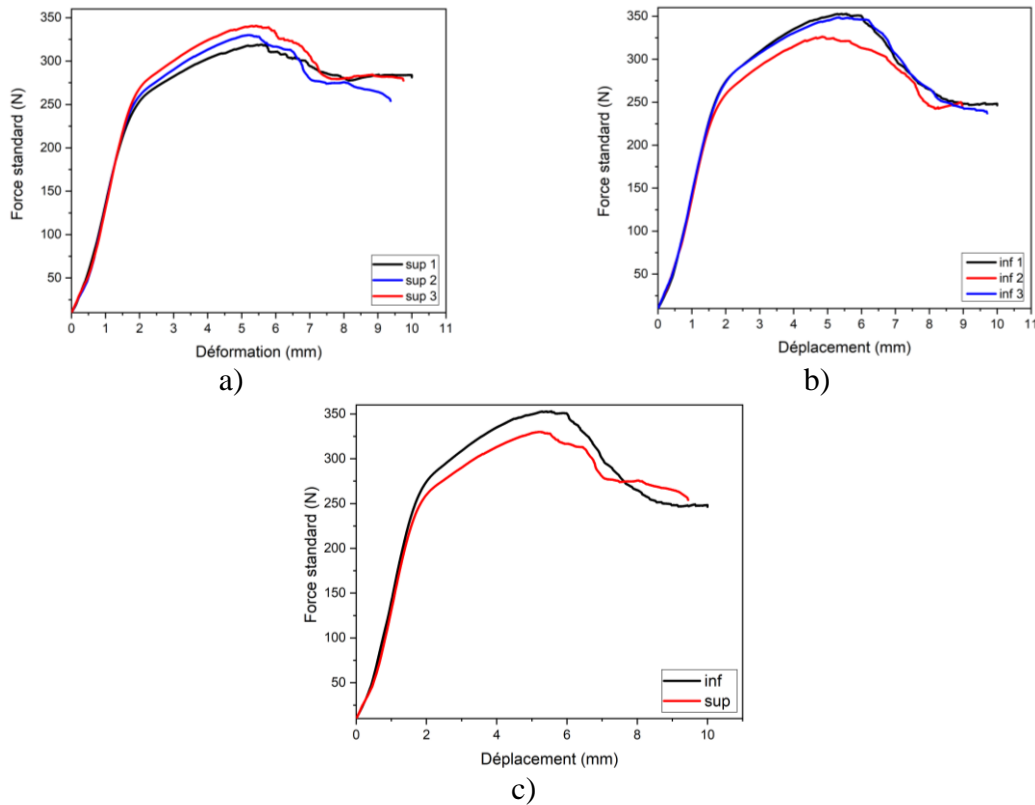 350
300
250
200
150
100
50
Force standard (N)
sup 1
sup 2
sup 3
0 1 2 3 4 5 6 7 8 9 10 11
Déformation (mm)
a)
350
300
250
200
150
100
50
Force standard (N)
inf 1
inf 2
inf 3
0 1 2 3 4 5 6 7 8 9 10 11
Déplacement (mm)
b)
350
300
250
200
150
100
50
Force standard (N)
inf
sup
0 2 4 6 8 10
Déplacement (mm)
c)